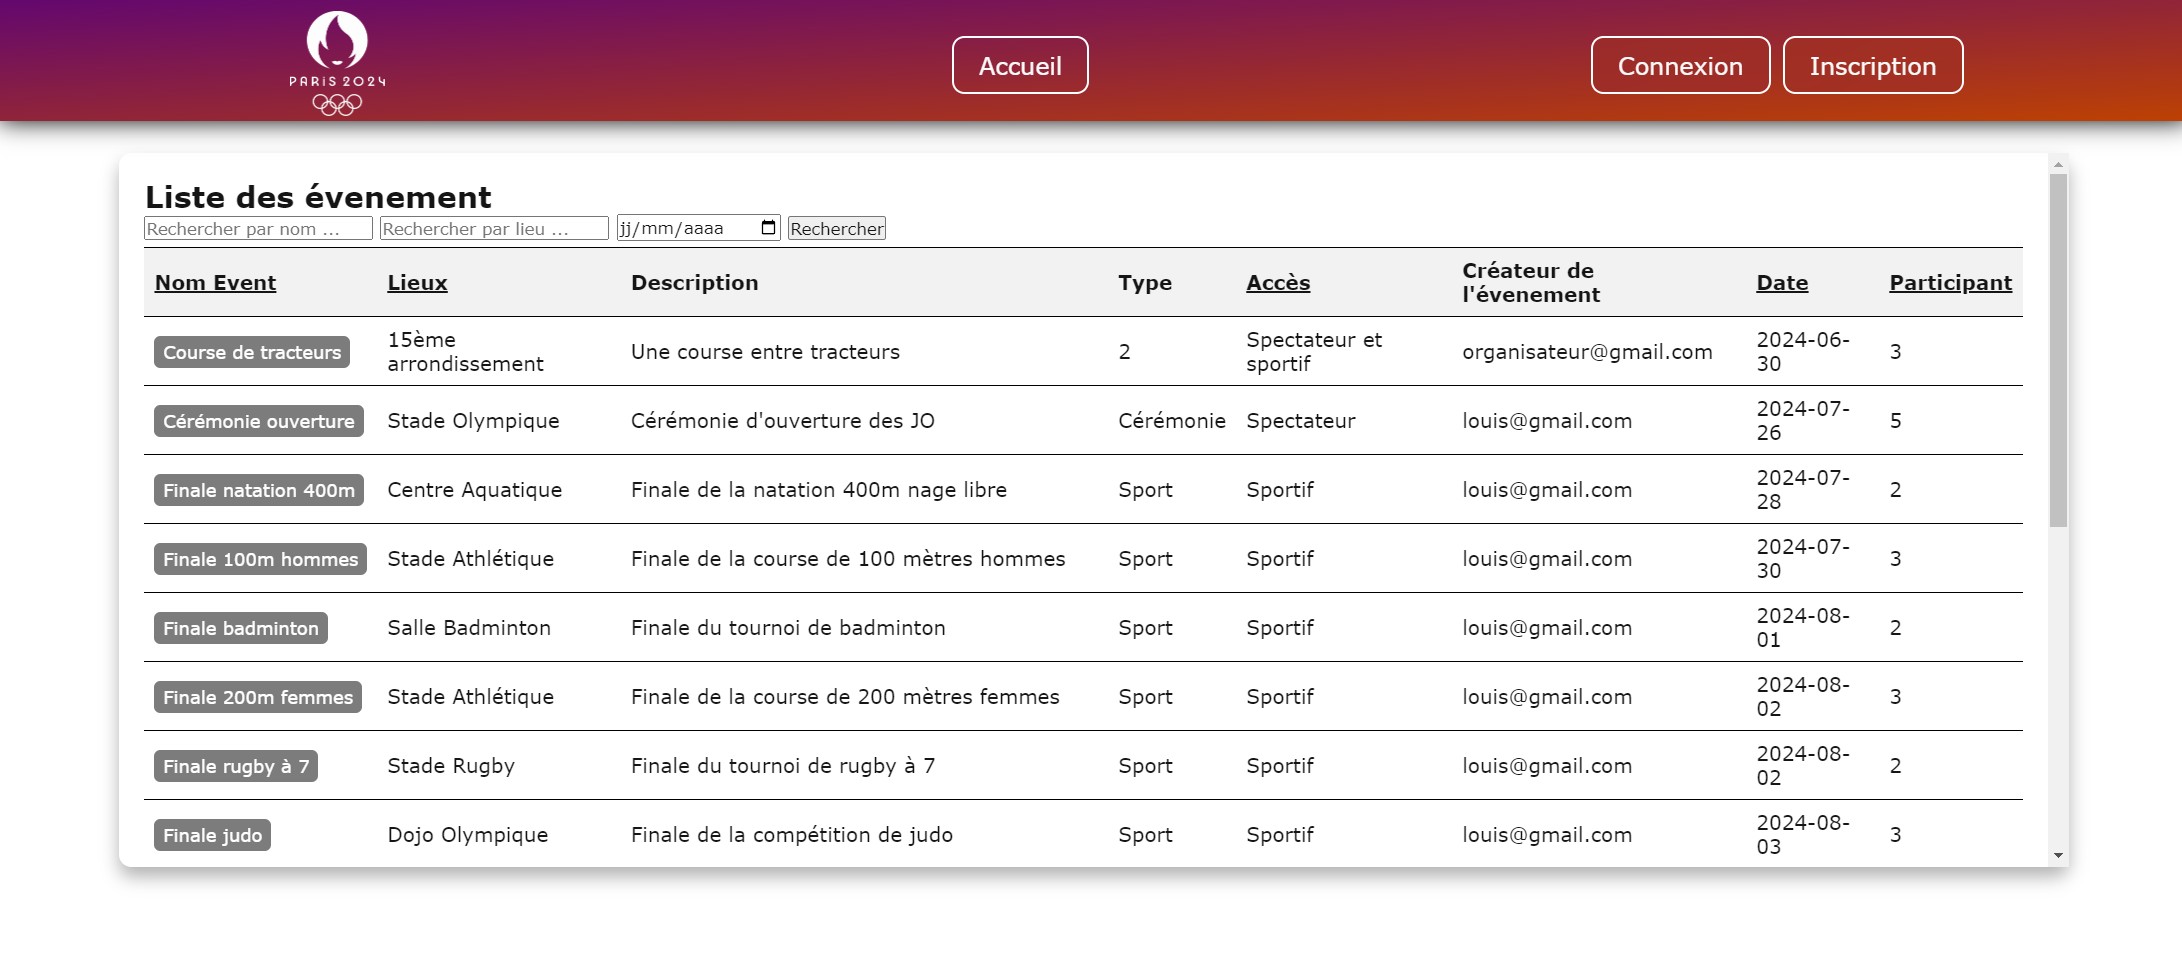 PARIS 2024
Accueil
Connexion
Inscription
Liste des évenement
Rechercher par nom ...
Rechercher par lieu ...
jj/mm/aaaa
Rechercher
Nom Event Lieux Description Type Accès Créateur de l'évenement Date Participant
Course de tracteurs 15ème arrondissement Une course entre tracteurs 2 Spectateur et sportif organisateur@gmail.com 2024-06-30 3
Cérémonie ouverture Stade Olympique Cérémonie d'ouverture des JO Cérémonie Spectateur louis@gmail.com 2024-07-26 5
Finale natation 400m Centre Aquatique Finale de la natation 400m nage libre Sport Sportif louis@gmail.com 2024-07-28 2
Finale 100m hommes Stade Athlétique Finale de la course de 100 mètres hommes Sport Sportif louis@gmail.com 2024-07-30 3
Finale badminton Salle Badminton Finale du tournoi de badminton Sport Sportif louis@gmail.com 2024-08-01 2
Finale 200m femmes Stade Athlétique Finale de la course de 200 mètres femmes Sport Sportif louis@gmail.com 2024-08-02 3
Finale rugby à 7 Stade Rugby Finale du tournoi de rugby à 7 Sport Sportif louis@gmail.com 2024-08-02 2
Finale judo Dojo Olympique Finale de la compétition de judo Sport Sportif louis@gmail.com 2024-08-03 3